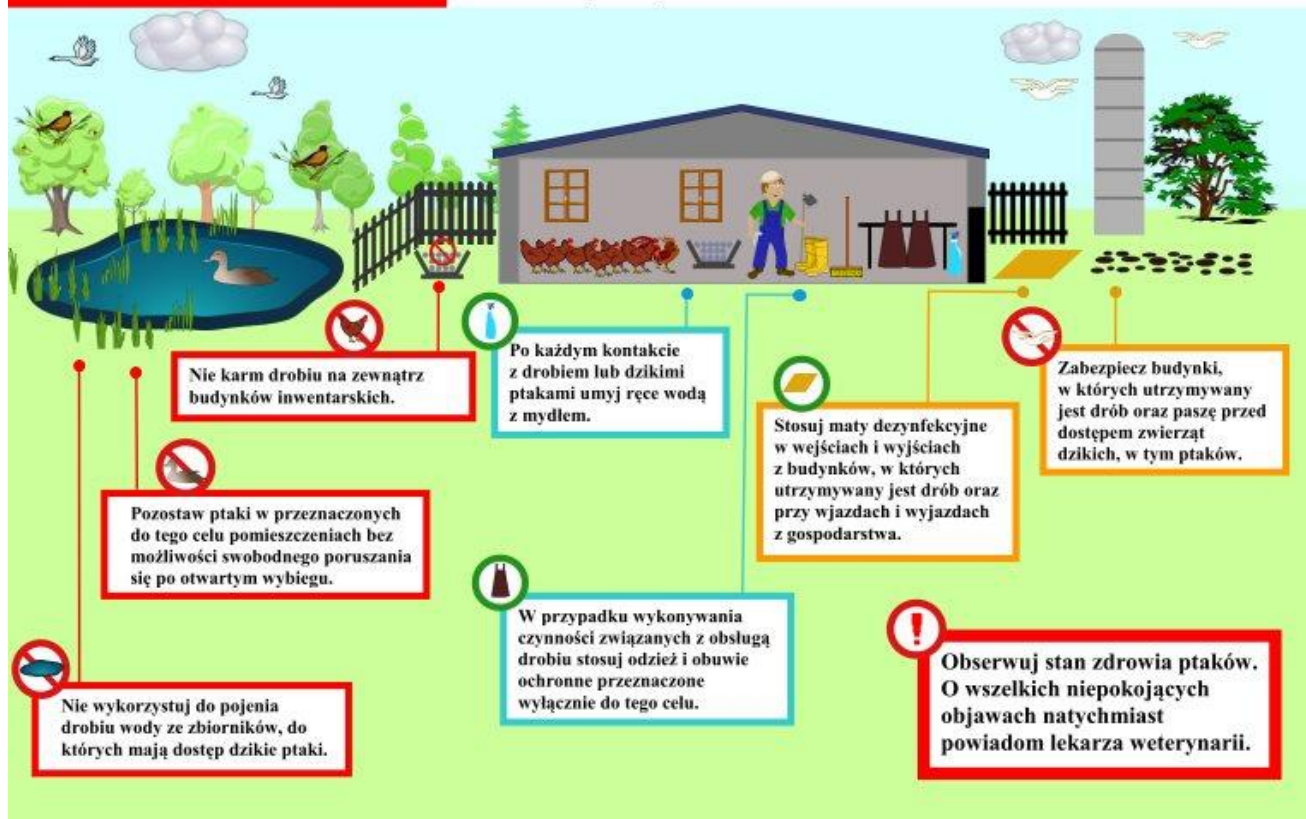 Nie karm drobiu na zewnątrz
budynków inwentarskich.
Po każdym kontakcie
z drobiem lub dzikimi
ptakami umyj ręce wodą
z mydłem.
Stosuj maty dezynfekcyjne
w wejściach i wyjściach
z budynków, w których
utrzymywany jest drób oraz
przy wjazdach i wyjazdach
z gospodarstwa.
Zabezpiecz budynki,
w których utrzymywany
jest drób oraz paszę przed
dostępem zwierząt
dzikich, w tym ptaków.
Pozostaw ptaki w przeznaczonych
do tego celu pomieszczeniach bez
możliwości swobodnego poruszania
się po otwartym wybiegu.
W przypadku wykonywania
czynności związanych z obsługą
drobiu stosuj odzież i obuwie
ochronne przeznaczone
wyłącznie do tego celu.
Nie wykorzystuj do pojenia
drobiu wody ze zbiorników, do
których mają dostęp dzikie ptaki.
Obserwuj stan zdrowia ptaków.
O wszelkich niepokojących
objawach natychmiast
powiadom lekarza weterynarii.